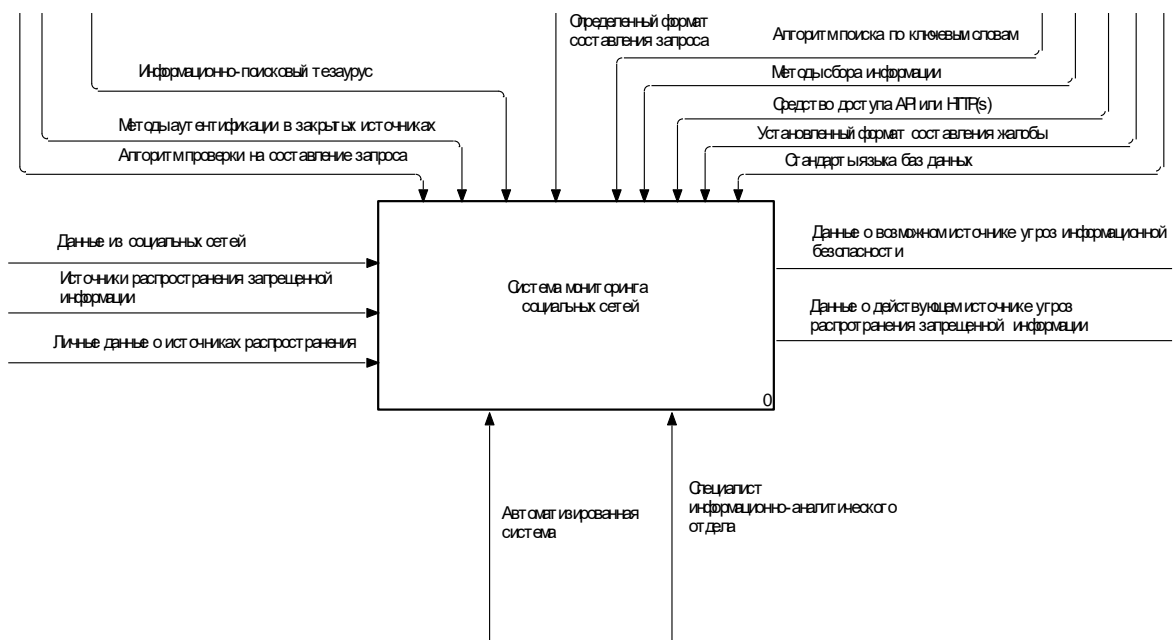 Определенный формат
составления запроса
Алгоритм поиска по ключевым словам
Информационно-поисковый тезаурус
Методы сбора информации
Средство доступа API или HTTP(s)
Методы аутентификации в закрытых источниках
Установленный формат составления жалобы
Алгоритм проверки на составление запроса
Стандарты языка баз данных
Данные из социальных сетей
Источники распространения запрещенной
информации
Личные данные о источниках распространения
Система мониторинга
социальных сетей
0
Данные о возможном источнике угроз информационной
безопасности
Данные о действующем источнике угроз
распротранения запрещенной информации
Автоматизированная
система
Специалист
информационно-аналитического
отдела